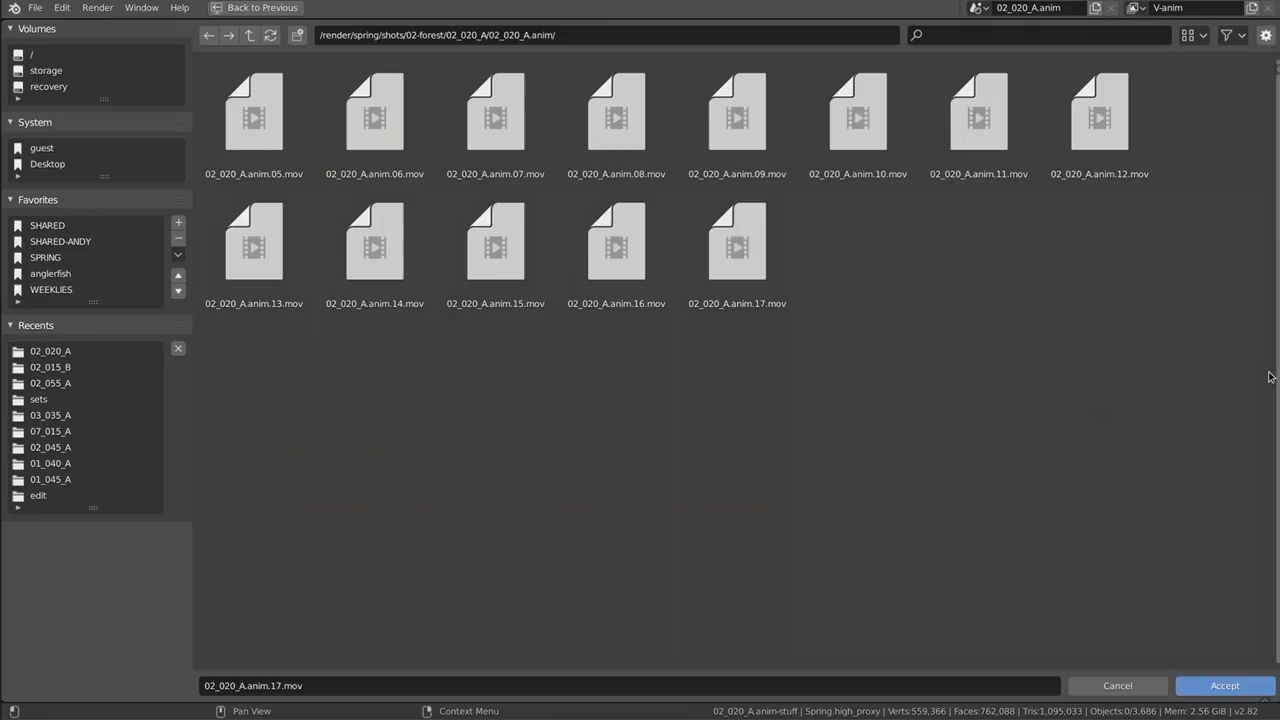 File Edit Render Window Help Back to Previous 02_020_A.anim V-anim
Volumes
/
storage
recovery
System
guest
Desktop
Favorites
SHARED
SHARED-ANDY
SPRING
anglerfish
WEEKLIES
Recents
02_020_A
02_015_B
02_055_A
sets
03_035_A
07_015_A
02_045_A
01_040_A
01_045_A
edit
/render/spring/shots/02-forest/02_020_A/02_020_A.anim/
02_020_A.anim.05.mov 02_020_A.anim.06.mov 02_020_A.anim.07.mov 02_020_A.anim.08.mov 02_020_A.anim.09.mov 02_020_A.anim.10.mov 02_020_A.anim.11.mov 02_020_A.anim.12.mov
02_020_A.anim.13.mov 02_020_A.anim.14.mov 02_020_A.anim.15.mov 02_020_A.anim.16.mov 02_020_A.anim.17.mov
02_020_A.anim.17.mov Cancel Accept
Pan View Context Menu 02_020_A.anim-stuff | Spring.high_proxy | Verts:559,366 | Faces:762,088 | Tris:1,095,033 | Objects:0/3,686 | Mem: 2.56 GiB | v2.82